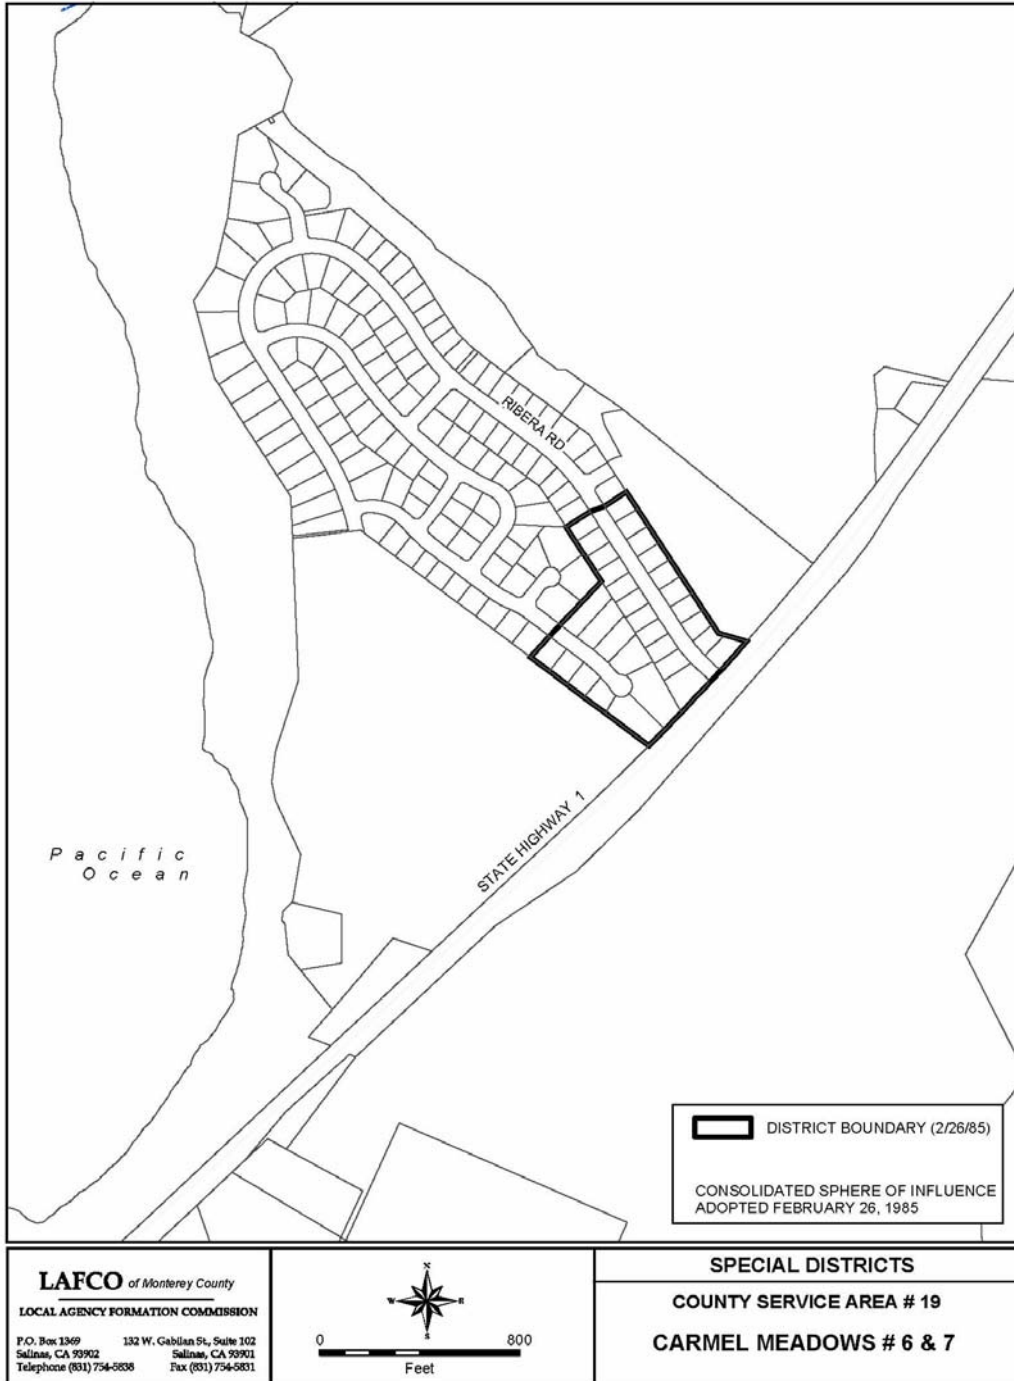 RIBERA RD
STATE HIGHWAY 1
Pacific
Ocean
DISTRICT BOUNDARY (2/26/85)
CONSOLIDATED SPHERE OF INFLUENCE
ADOPTED FEBRUARY 26, 1985
LAFCO of Monterey County
LOCAL AGENCY FORMATION COMMISSION
P.O. Box 1369 132 W. Gabilan St., Suite 102
Salinas, CA 93902 Salinas, CA 93901
Telephone (831) 754-5838 Fax (831) 754-5831
N
W E
S
0 800
Feet
SPECIAL DISTRICTS
COUNTY SERVICE AREA # 19
CARMEL MEADOWS # 6 & 7